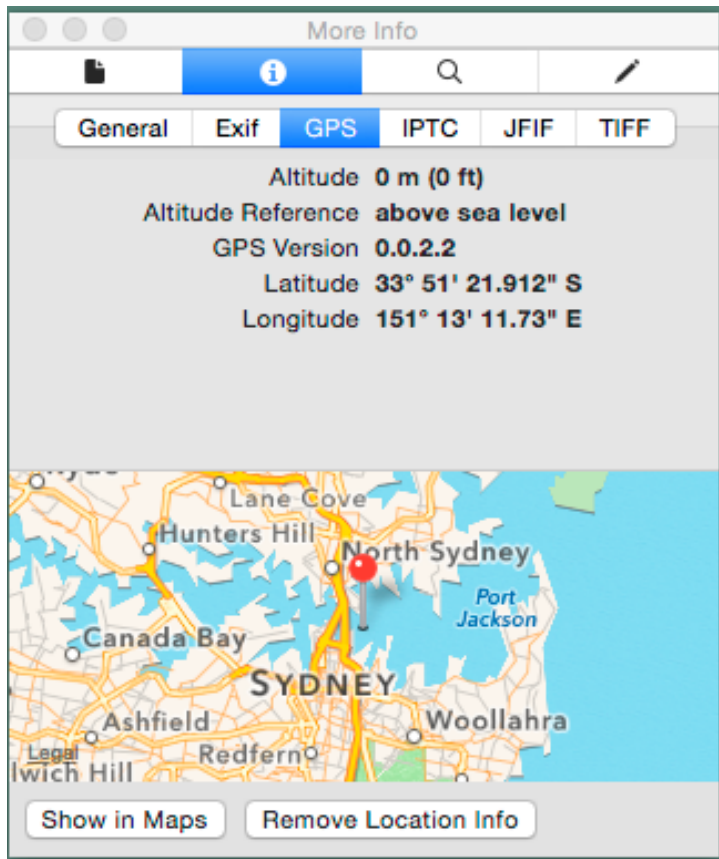 More Info
General Exif GPS IPTC JFIF TIFF
Altitude 0 m (0 ft)
Altitude Reference above sea level
GPS Version 0.0.2.2
Latitude 33° 51' 21.912" S
Longitude 151° 13' 11.73" E
Lane Cove
Hunters Hill
North Sydney
Port
Jackson
Canada Bay
SYDNEY
Ashfield
Woollahra
Legal
Redfern
lwich Hill
Show in Maps Remove Location Info